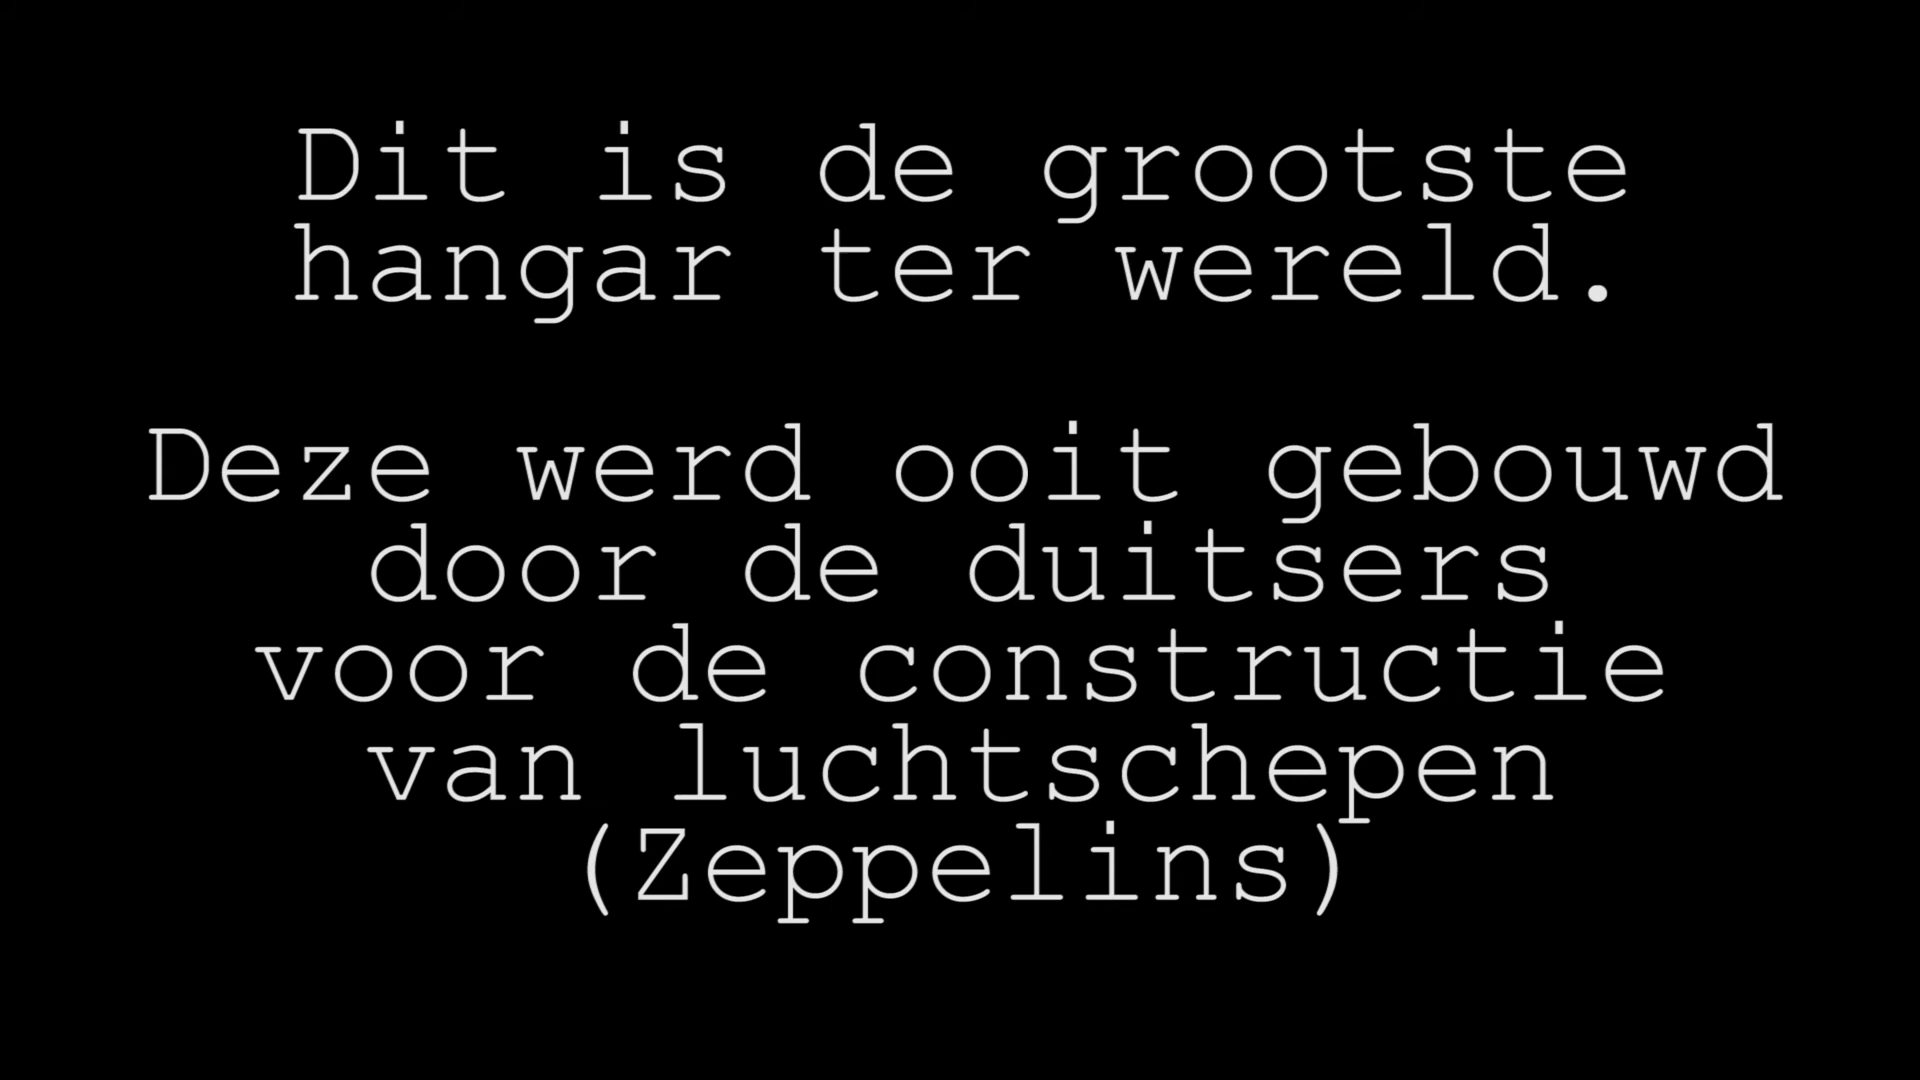 Dit is de grootste
hangar ter wereld.
Deze werd ooit gebouwd
door de duitsers
voor de constructie
van luchtschepen
(Zeppelins)